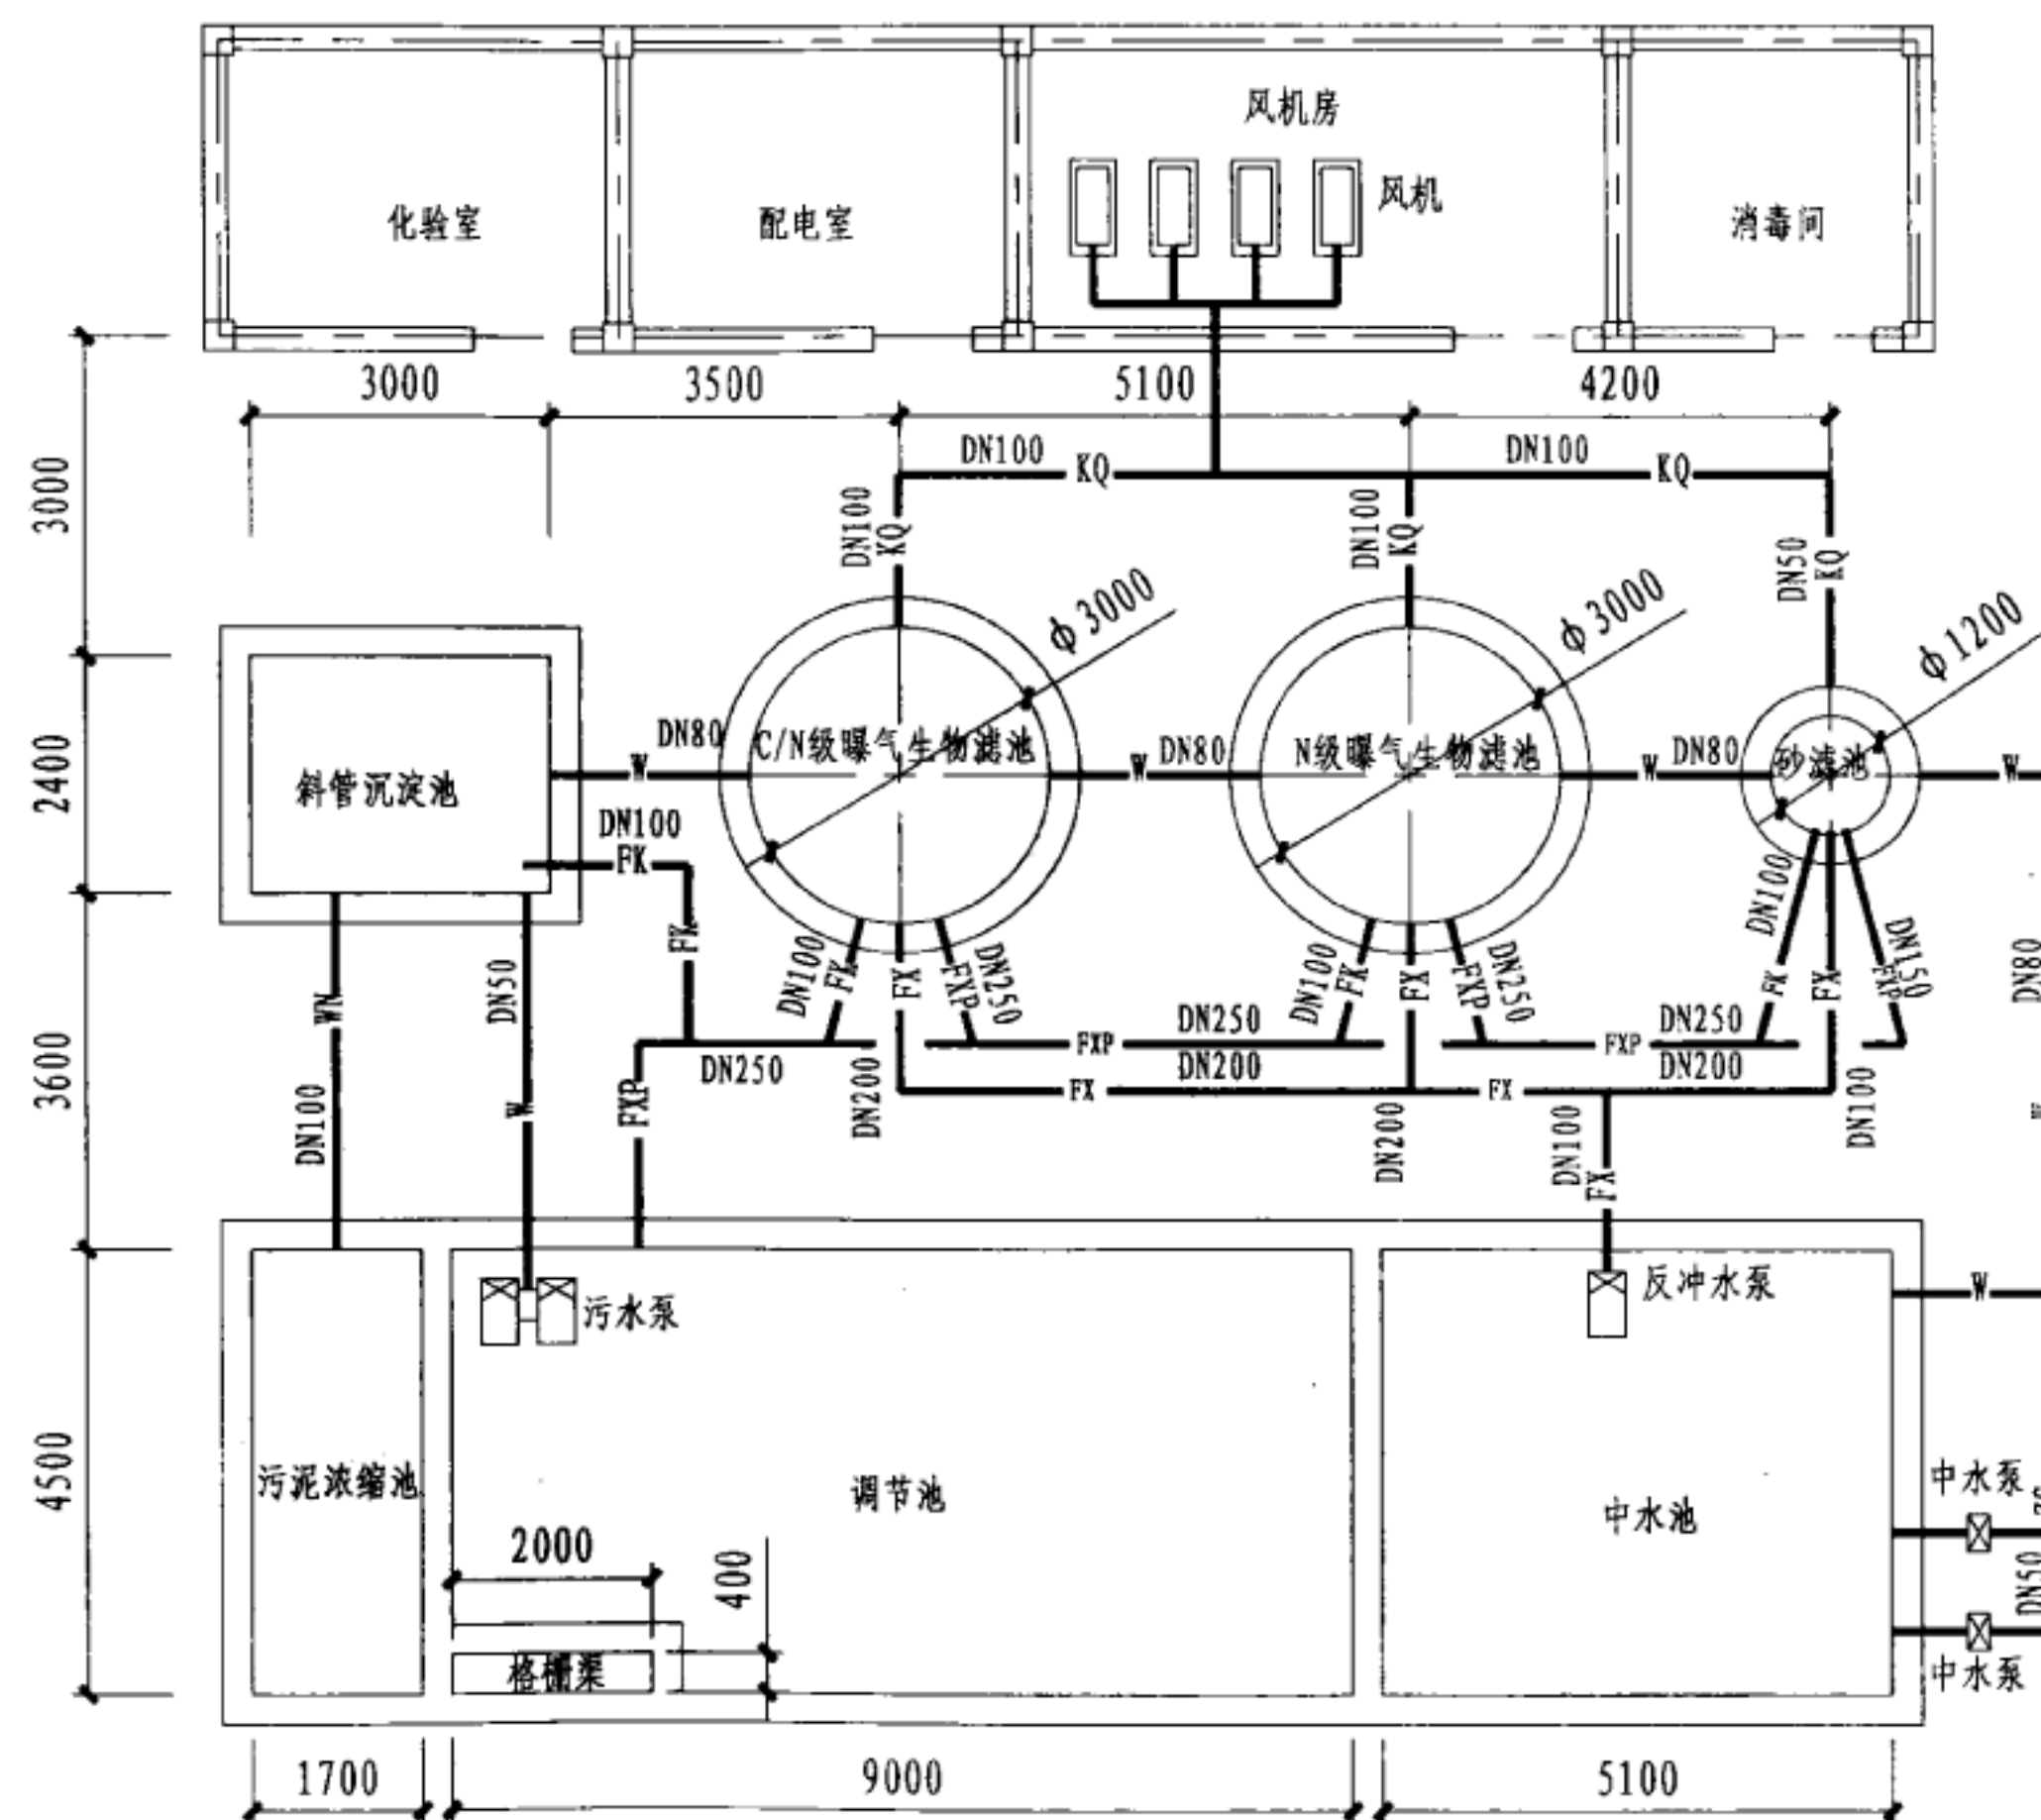 风机房
风机
化验室
配电室
消毒间
3000
3500
5100
4200
3000
DN100
KQ
DN100
KQ
DN100
KQ
DN100
KQ
DN50
KQ
φ3000
φ3000
φ1200
2400
斜管沉淀池
DN80
W
C/N级曝气生物滤池
DN80
W
N级曝气生物滤池
DN80
W
砂滤池
W
DN100
FK
FK
DN100
FK
FX
FXP
DN250
DN100
FK
FX
FXP
DN250
DN100
FK
FX
FXP
DN150
DN80
W
WN
DN100
DN50
W
3600
FXP
DN250
DN200
DN250
FXP
DN200
FX
DN200
DN250
FXP
DN200
FX
DN100
FX
DN100
污水泵
反冲水泵
W
4500
污泥浓缩池
调节池
中水池
中水泵
DN50
中水泵
2000
400
格栅渠
1700
9000
5100